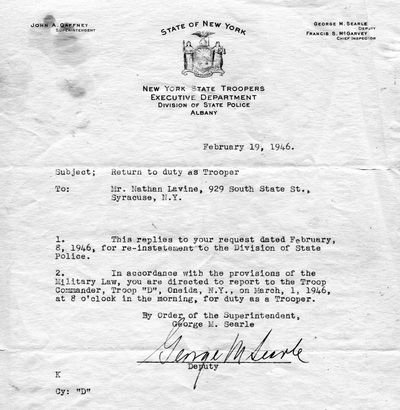 JOHN A. GAFFNEY
SUPERINTENDENT
STATE OF NEW YORK
GEORGE M. SEARLE
DEPUTY
FRANCIS S. McGARVEY
CHIEF INSPECTOR
NEW YORK STATE TROOPERS
EXECUTIVE DEPARTMENT
DIVISION OF STATE POLICE
ALBANY
February 19, 1946.
Subject; Return to duty as Trooper
To: Mr. Nathan Lavine, 929 South State St.,
Syracuse, N.Y.
1. This replies to your request dated February,
8, 1946, for re-instatement to the Division of State
Police.
2. In accordance with the provisions of the
Military Law, you are directed to report to the Troop
Commander, Troop "D", Oneida, N.Y., on March, 1, 1946,
at 8 o'clock in the morning, for duty as a Trooper.
By Order of the Superintendent,
George M. Searle
George M Searle
Deputy
K
Cy: "D"